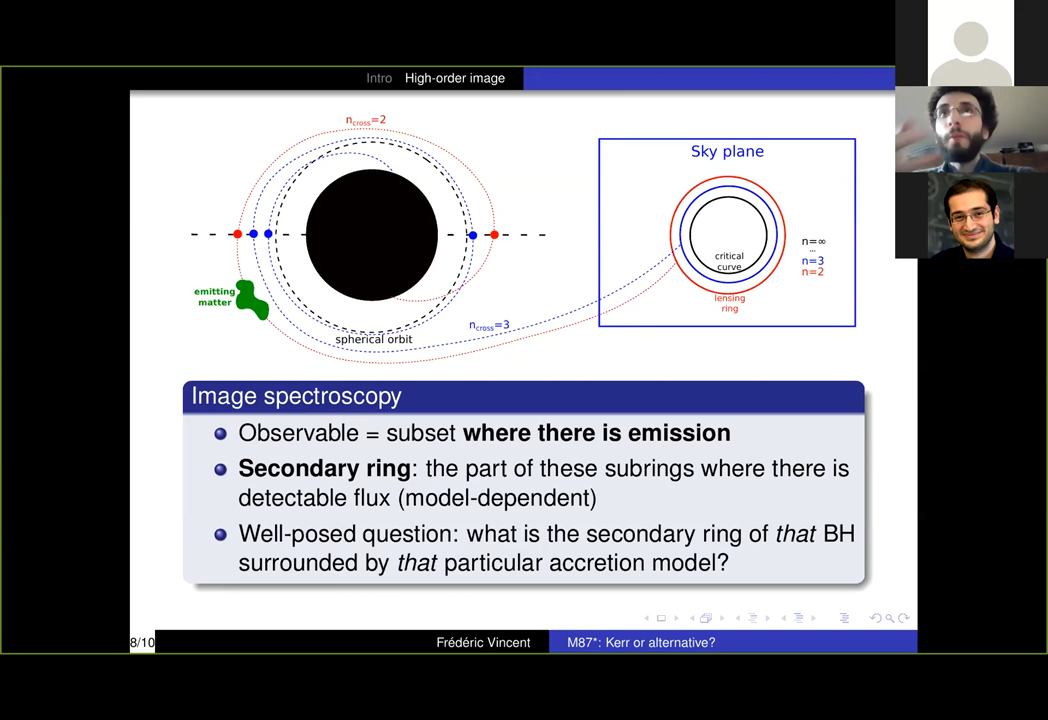 Intro High-order image
n_cross=2
Sky plane
critical
curve
n=∞
...
n=3
n=2
lensing
ring
emitting
matter
n_cross=3
spherical orbit
Image spectroscopy
Observable = subset where there is emission
Secondary ring: the part of these subrings where there is
detectable flux (model-dependent)
Well-posed question: what is the secondary ring of that BH
surrounded by that particular accretion model?
8/10 Frédéric Vincent M87*: Kerr or alternative?